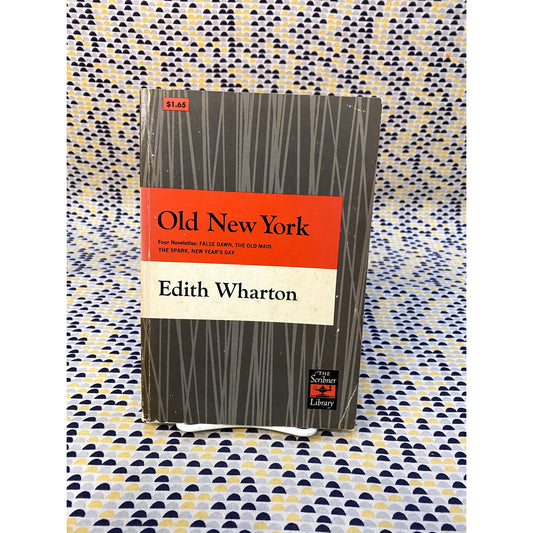 $1.65
Old New York
Four Novelettes: FALSE DAWN, THE OLD MAID,
THE SPARK, NEW YEAR'S DAY
Edith Wharton
THE
Scribner
Library